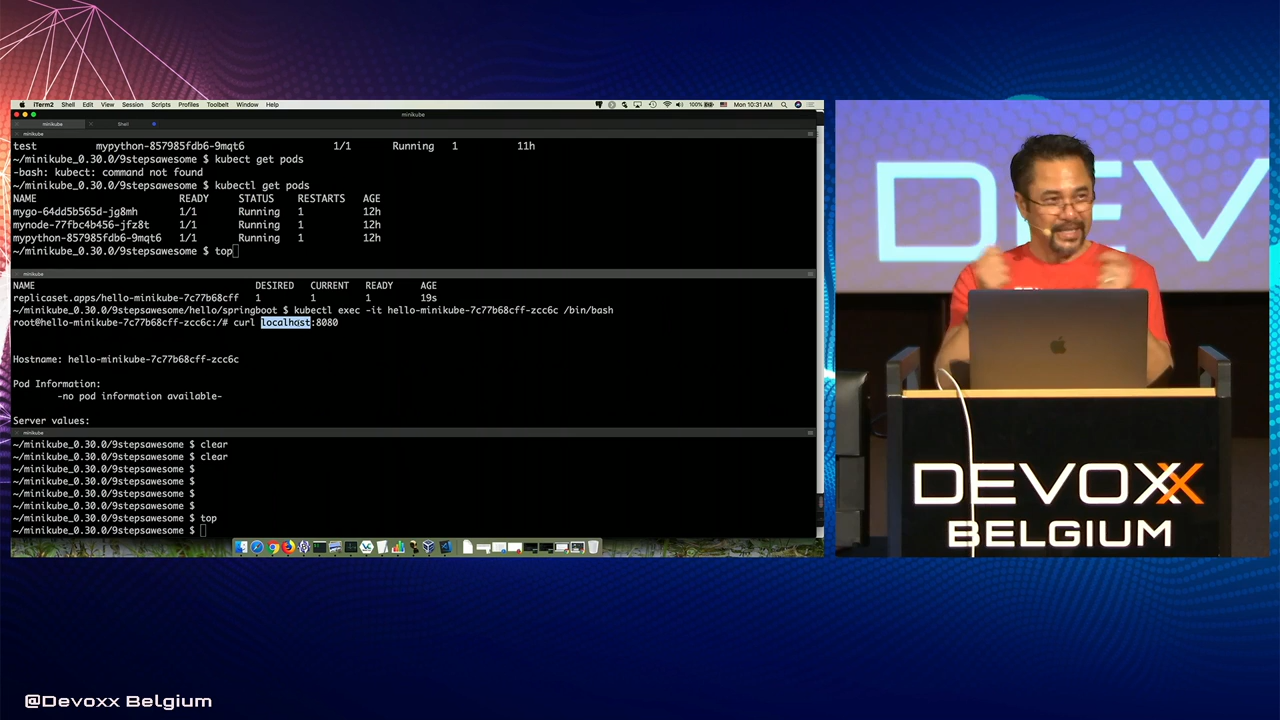 iTerm2 Shell Edit View Session Scripts Profiles Toolbelt Window Help 100% Mon 10:31 AM
minikube
minikube Shell
minikube
test mypython-857985fdb6-9mqt6 1/1 Running 1 11h
~/minikube_0.30.0/9stepsawesome $ kubect get pods
-bash: kubect: command not found
~/minikube_0.30.0/9stepsawesome $ kubectl get pods
NAME READY STATUS RESTARTS AGE
mygo-64dd5b565d-jg8mh 1/1 Running 1 12h
mynode-77fbc4b456-jfz8t 1/1 Running 1 12h
mypython-857985fdb6-9mqt6 1/1 Running 1 12h
~/minikube_0.30.0/9stepsawesome $ top
minikube
NAME DESIRED CURRENT READY AGE
replicaset.apps/hello-minikube-7c77b68cff 1 1 1 19s
~/minikube_0.30.0/9stepsawesome/hello/springboot $ kubectl exec -it hello-minikube-7c77b68cff-zcc6c /bin/bash
root@hello-minikube-7c77b68cff-zcc6c:/# curl localhost:8080
Hostname: hello-minikube-7c77b68cff-zcc6c
Pod Information:
-no pod information available-
Server values:
minikube
~/minikube_0.30.0/9stepsawesome $ clear
~/minikube_0.30.0/9stepsawesome $ clear
~/minikube_0.30.0/9stepsawesome $
~/minikube_0.30.0/9stepsawesome $
~/minikube_0.30.0/9stepsawesome $
~/minikube_0.30.0/9stepsawesome $
~/minikube_0.30.0/9stepsawesome $ top
~/minikube_0.30.0/9stepsawesome $
DEV
DEVOXX
BELGIUM
@Devoxx Belgium